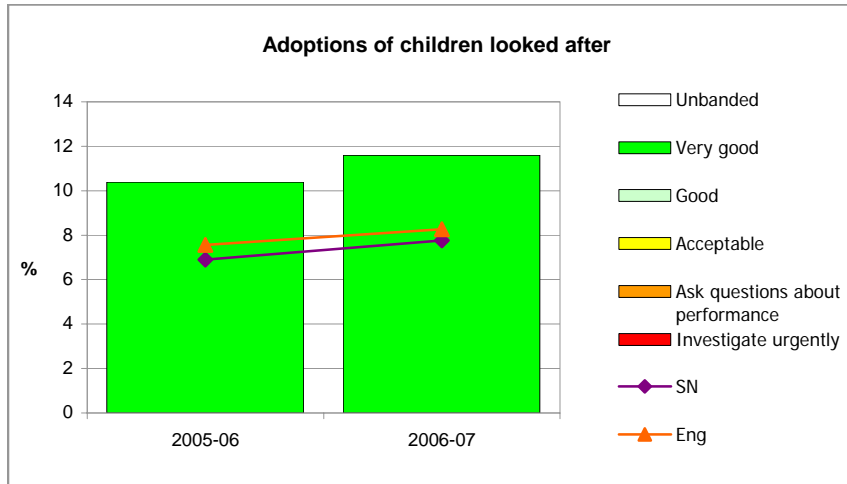 Adoptions of children looked after
14
12
10
8
6
4
2
0
%
2005-06
2006-07
Unbanded
Very good
Good
Acceptable
Ask questions about
performance
Investigate urgently
SN
Eng